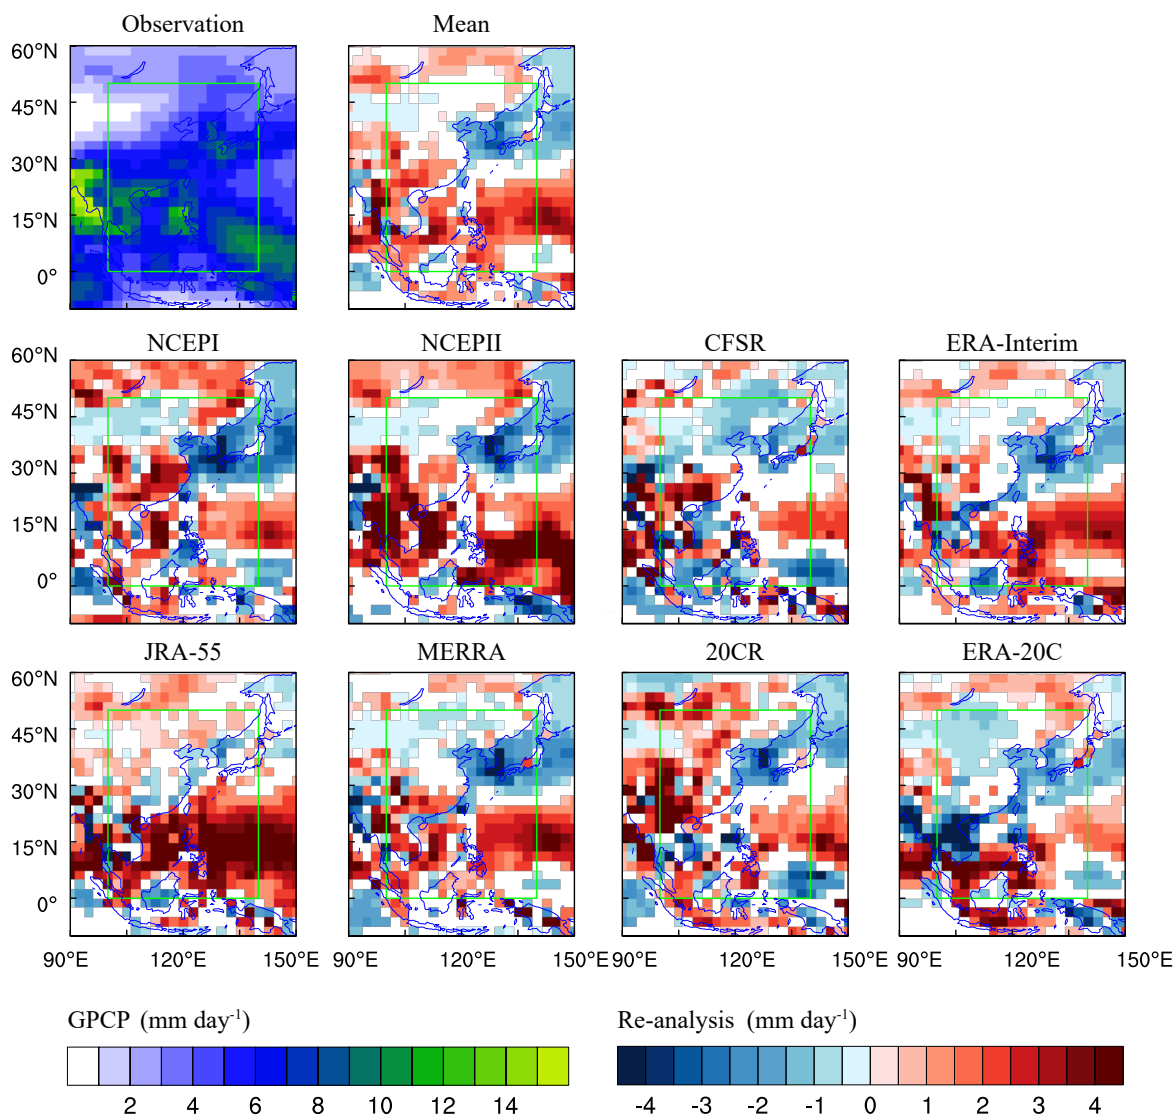 Observation Mean
60°N
45°N
30°N
15°N
0°
NCEPI NCEPII CFSR ERA-Interim
60°N
45°N
30°N
15°N
0°
JRA-55 MERRA 20CR ERA-20C
60°N
45°N
30°N
15°N
0°
90°E 120°E 150°E 90°E 120°E 150°E 90°E 120°E 150°E 90°E 120°E 150°E
GPCP (mm day-1) Re-analysis (mm day-1)
2 4 6 8 10 12 14 -4 -3 -2 -1 0 1 2 3 4